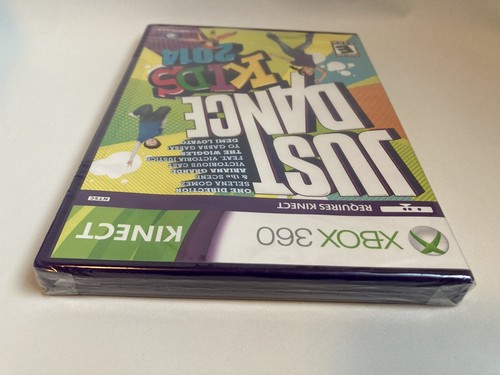 XBOX 360
KINECT
REQUIRES KINECT
NTSC
JUST
DANCE
KIDS
2014
ONE DIRECTION
SELENA GOMEZ
& the SCENE
ARIANA GRANDE
VICTORIOUS CAST
FEAT. VICTORIA JUSTICE
THE WIGGLES
YO GABBA GABBA
DEMI LOVATO
E